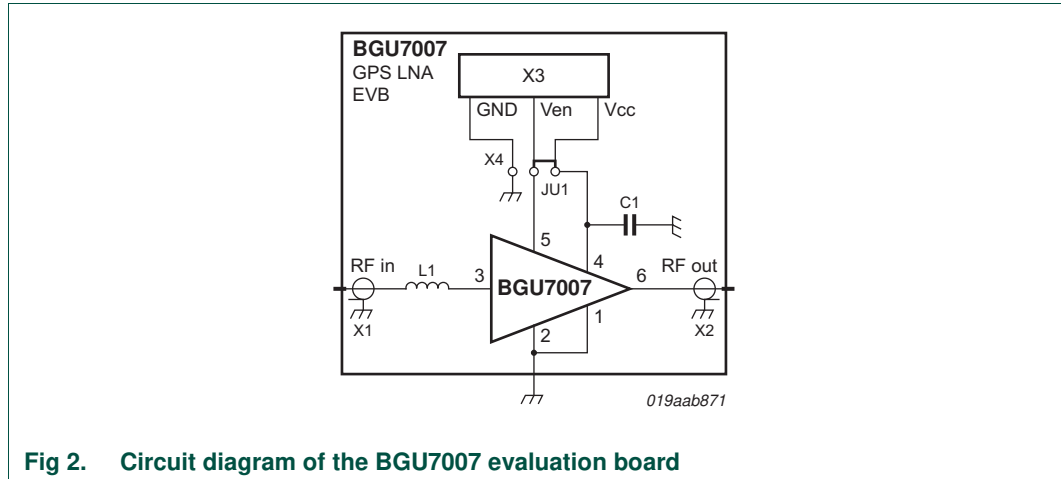 BGU7007
GPS LNA
EVB
X3
GND Ven Vcc
X4
JU1
C1
5
4
RF in L1 3 BGU7007 6 RF out
X1 2 1 X2
019aab871
Fig 2. Circuit diagram of the BGU7007 evaluation board